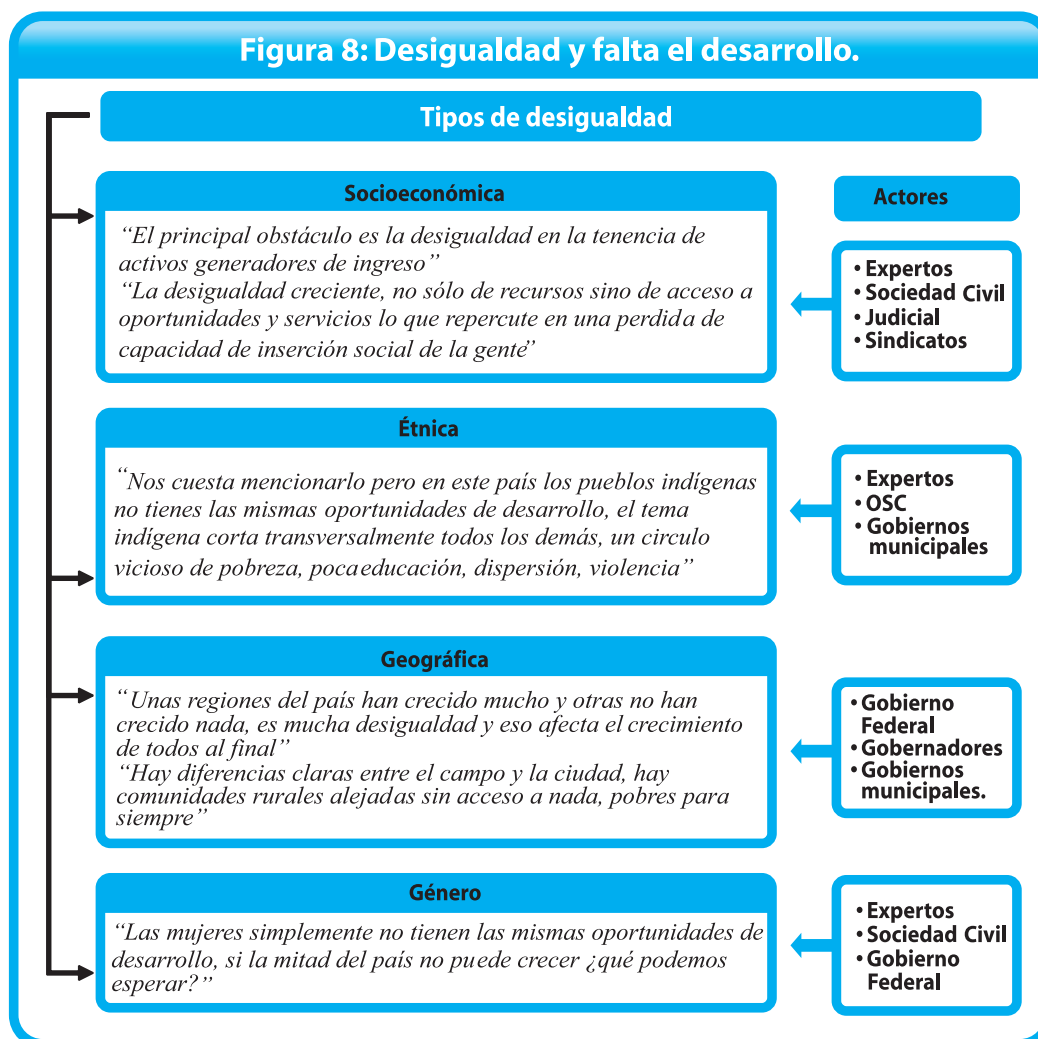 Figura 8: Desigualdad y falta el desarrollo.
Tipos de desigualdad
Socioeconómica
“El principal obstáculo es la desigualdad en la tenencia de
activos generadores de ingreso”
“La desigualdad creciente, no sólo de recursos sino de acceso a
oportunidades y servicios lo que repercute en una perdida de
capacidad de inserción social de la gente”
Actores
• Expertos
• Sociedad Civil
• Judicial
• Sindicatos
Étnica
“Nos cuesta mencionarlo pero en este país los pueblos indígenas
no tienes las mismas oportunidades de desarrollo, el tema
indígena corta transversalmente todos los demás, un circulo
vicioso de pobreza, pocaeducación, dispersión, violencia”
• Expertos
• OSC
• Gobiernos
municipales
Geográfica
“Unas regiones del país han crecido mucho y otras no han
crecido nada, es mucha desigualdad y eso afecta el crecimiento
de todos al final”
“Hay diferencias claras entre el campo y la ciudad, hay
comunidades rurales alejadas sin acceso a nada, pobres para
siempre”
• Gobierno
Federal
• Gobernadores
• Gobiernos
municipales.
Género
“Las mujeres simplemente no tienen las mismas oportunidades de
desarrollo, si la mitad del país no puede crecer ¿qué podemos
esperar?”
• Expertos
• Sociedad Civil
• Gobierno
Federal